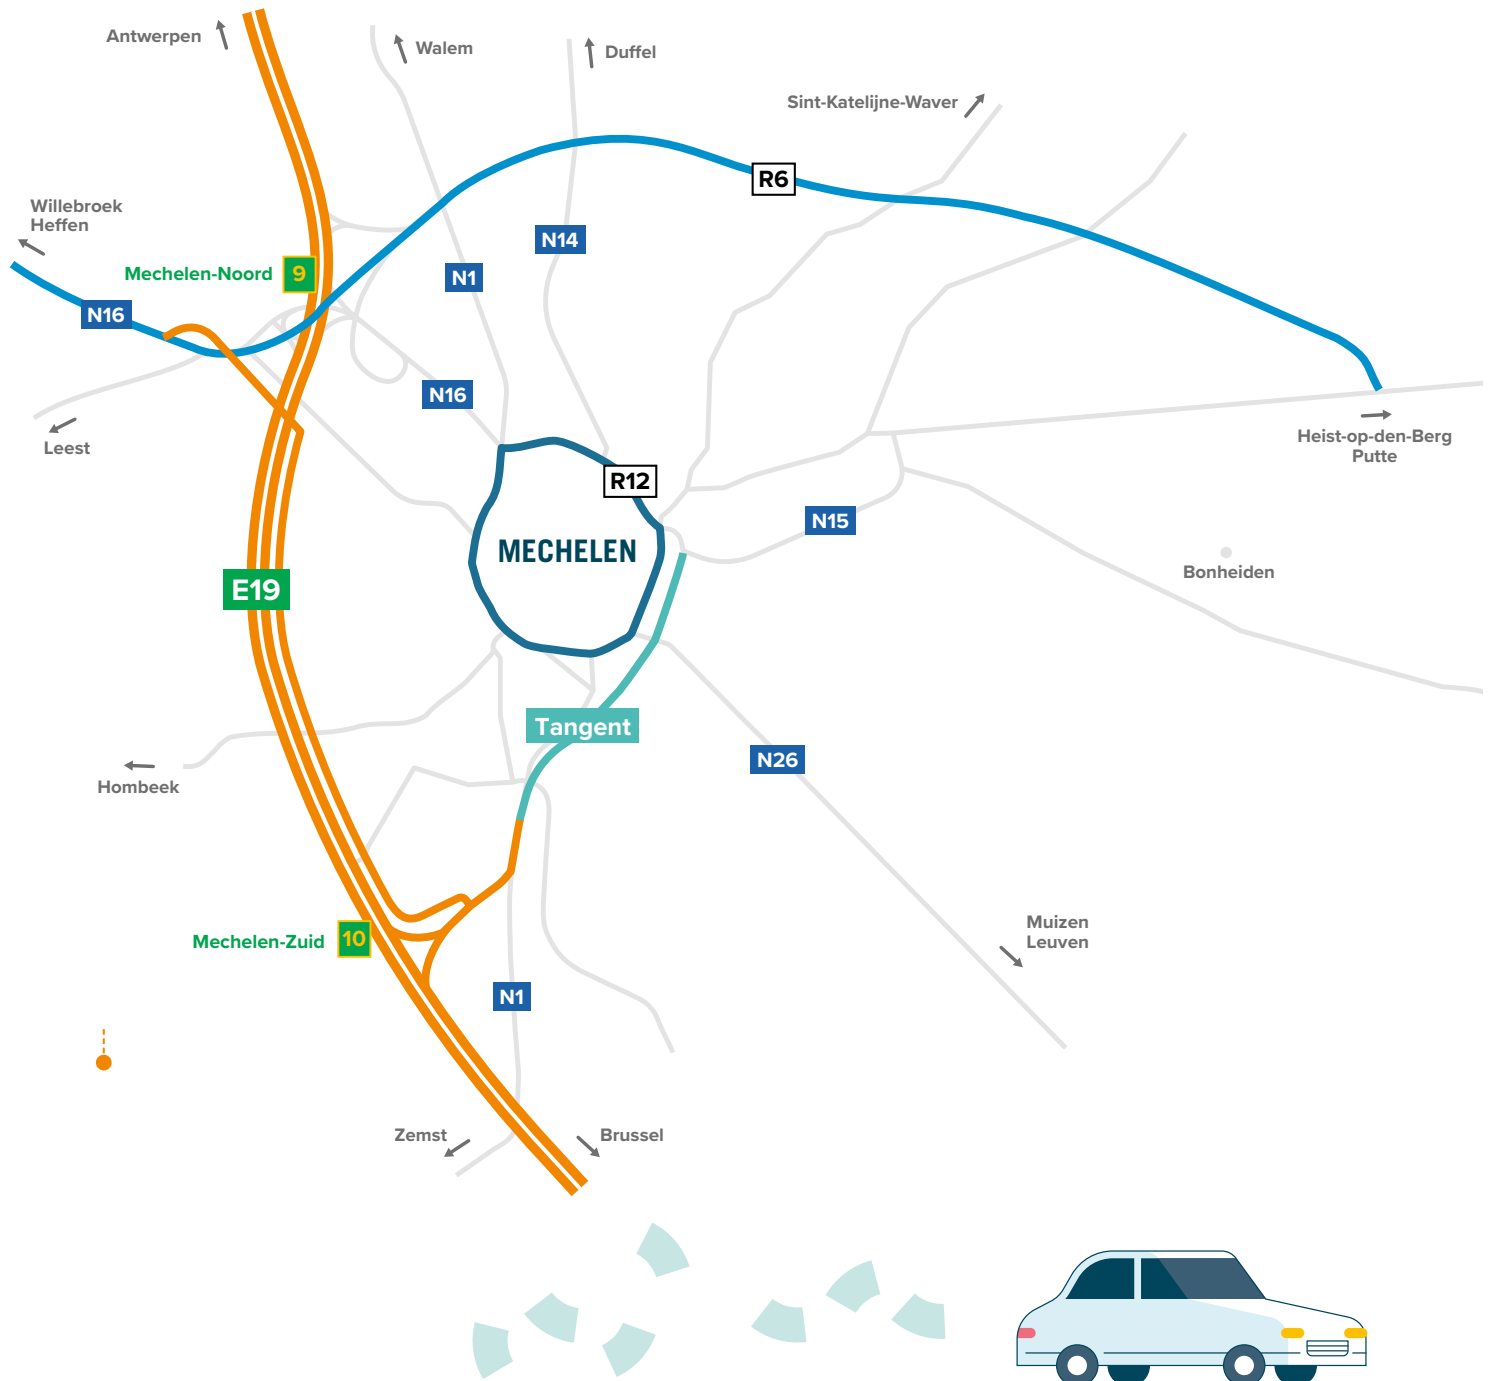 Antwerpen
Walem
Duffel
Sint-Katelijne-Waver
R6
Willebroek
Heffen
N14
Mechelen-Noord
9
N1
N16
N16
Leest
Heist-op-den-Berg
Putte
R12
N15
MECHELEN
Bonheiden
E19
Tangent
N26
Hombeek
Muizen
Leuven
Mechelen-Zuid
10
N1
Zemst
Brussel